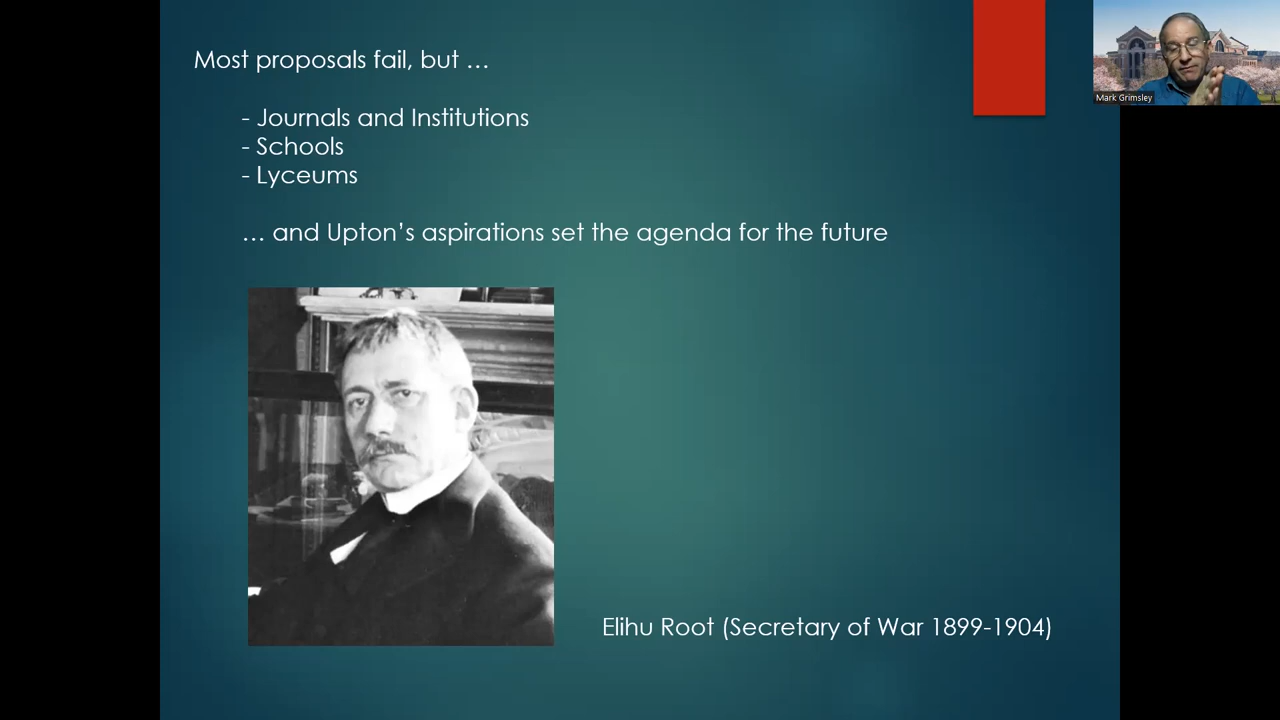 Most proposals fail, but …
- Journals and Institutions
- Schools
- Lyceums
… and Upton’s aspirations set the agenda for the future
Elihu Root (Secretary of War 1899-1904)
Mark Grimsley